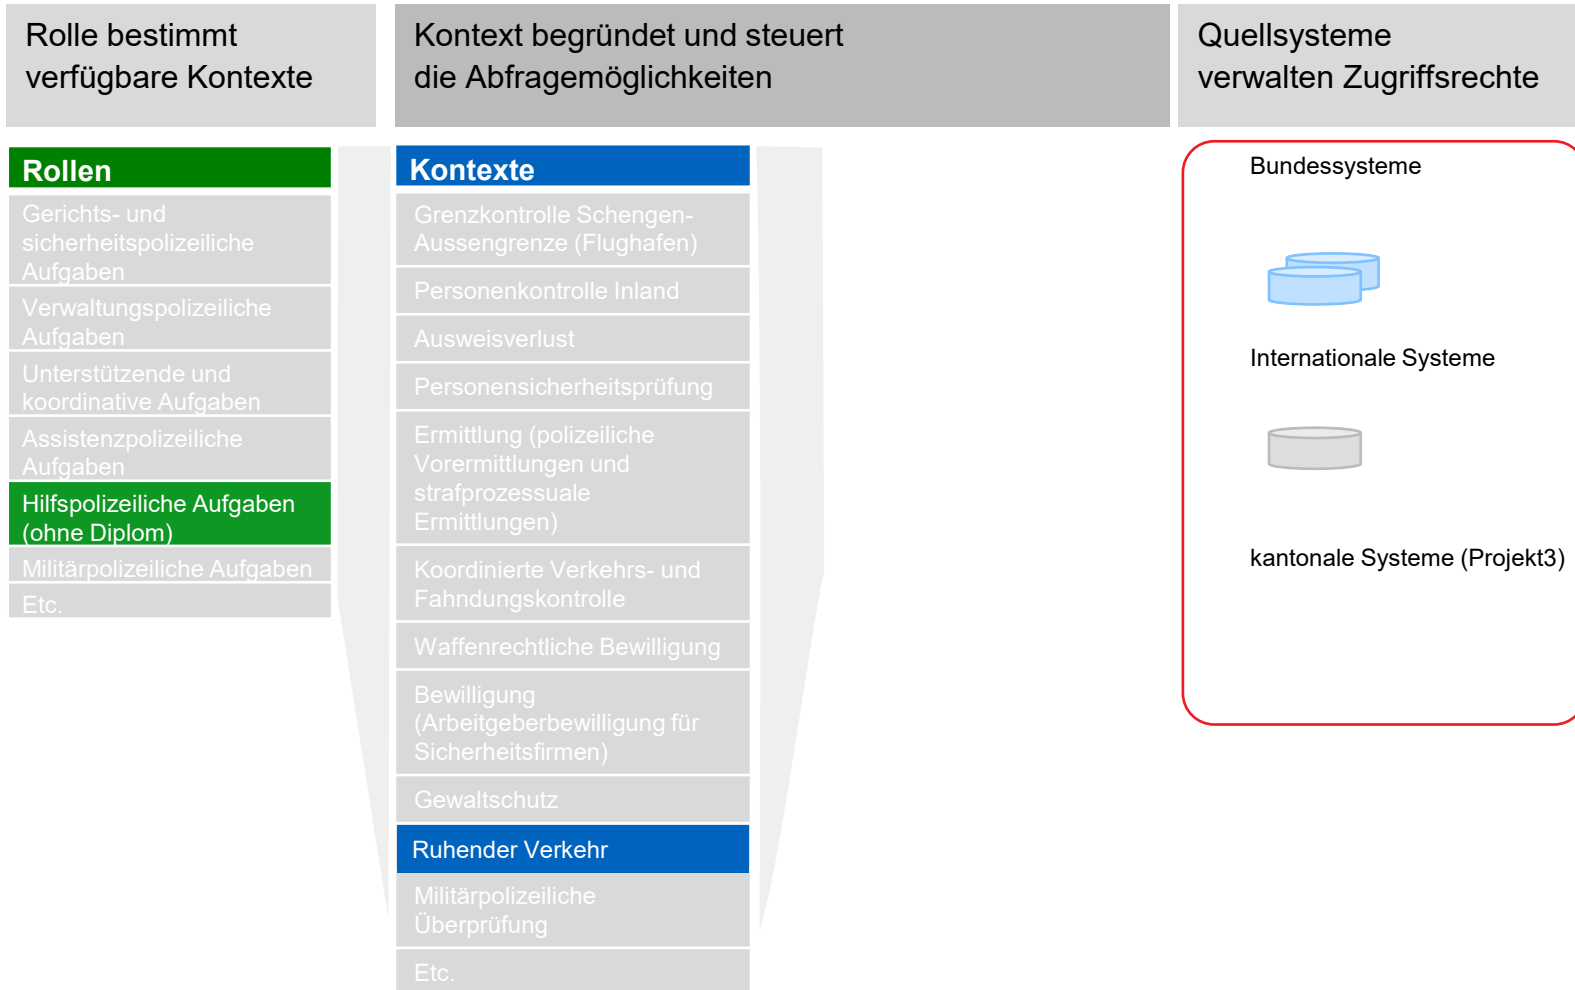 Rolle bestimmt
verfügbare Kontexte
Kontext begründet und steuert
die Abfragemöglichkeiten
Quellsysteme
verwalten Zugriffsrechte
Rollen
Gerichts- und
sicherheitspolizeiliche
Aufgaben
Verwaltungspolizeiliche
Aufgaben
Unterstützende und
koordinative Aufgaben
Assistenzpolizeiliche
Aufgaben
Hilfspolizeiliche Aufgaben
(ohne Diplom)
Militärpolizeiliche Aufgaben
Etc.
Kontexte
Grenzkontrolle Schengen-
Aussengrenze (Flughafen)
Personenkontrolle Inland
Ausweisverlust
Personensicherheitsprüfung
Ermittlung (polizeiliche
Vorermittlungen und
strafprozessuale
Ermittlungen)
Koordinierte Verkehrs- und
Fahndungskontrolle
Waffenrechtliche Bewilligung
Bewilligung
(Arbeitgeberbewilligung für
Sicherheitsfirmen)
Gewaltschutz
Ruhender Verkehr
Militärpolizeiliche
Überprüfung
Etc.
Bundessysteme
Internationale Systeme
kantonale Systeme (Projekt3)